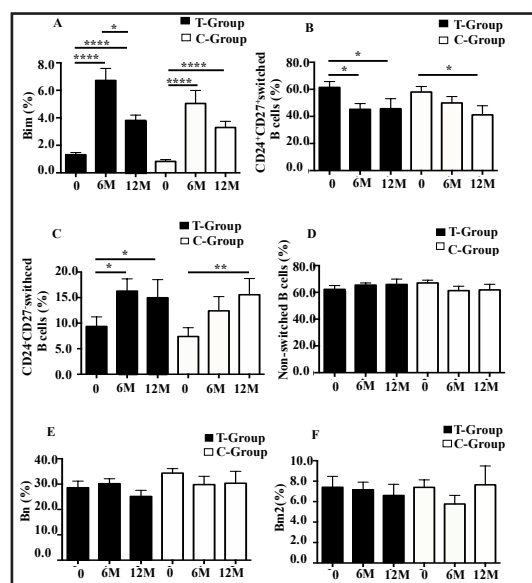 A
T-Group
C-Group
*
****
****
****
****
Bim (%)
8.0
6.0
4.0
2.0
0.0
0 6M 12M 0 6M 12M
B
T-Group
C-Group
*
*
*
CD24⁺CD27⁺switched
B cells (%)
100.0
80.0
60.0
40.0
20.0
0.0
0 6M 12M 0 6M 12M
C
T-Group
C-Group
*
*
**
CD24⁻CD27⁻swithced
B cells (%)
20.0
15.0
10.0
5.0
0.0
0 6M 12M 0 6M 12M
D
T-Group
C-Group
Non-switched B cells (%)
100.0
80.0
60.0
40.0
20.0
0.0
0 6M 12M 0 6M 12M
E
T-Group
C-Group
Bn (%)
40.0
30.0
20.0
10.0
0.0
0 6M 12M 0 6M 12M
F
T-Group
C-Group
Bm2(%)
10.0
8.0
6.0
4.0
2.0
0.0
0 6M 12M 0 6M 12M